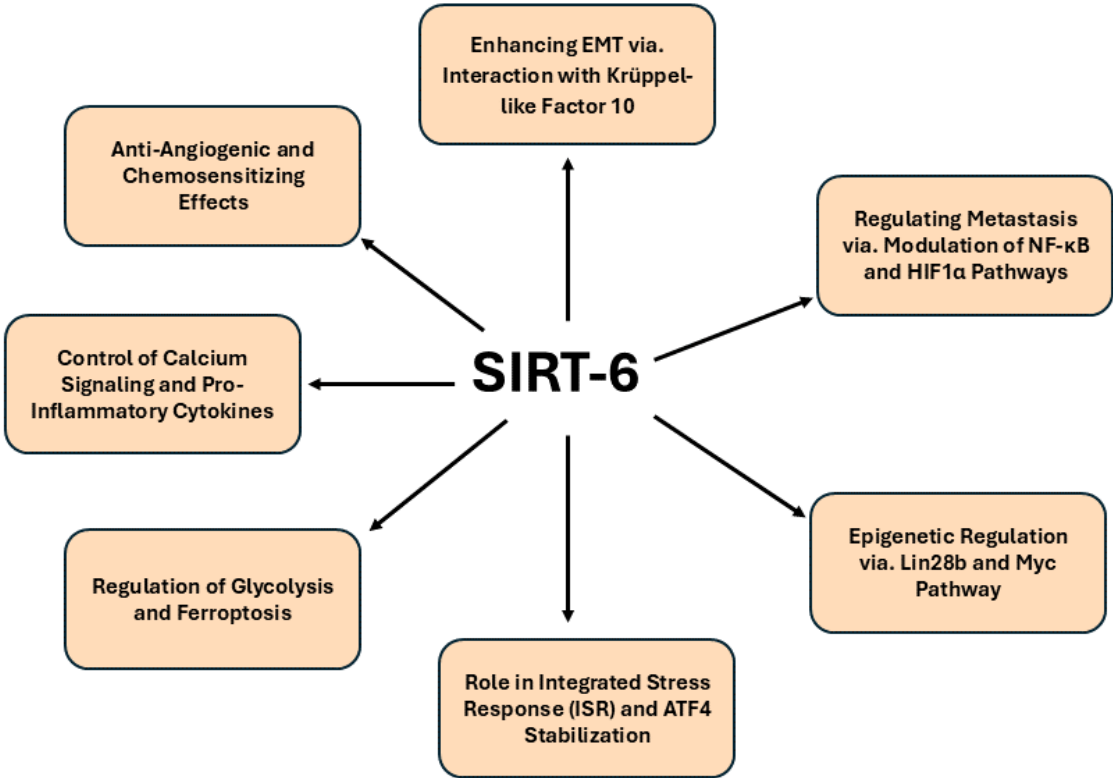 Enhancing EMT via.
Interaction with Krüppel-
like Factor 10
Anti-Angiogenic and
Chemosensitizing
Effects
Regulating Metastasis
via. Modulation of NF-κB
and HIF1α Pathways
Control of Calcium
Signaling and Pro-
Inflammatory Cytokines
SIRT-6
Epigenetic Regulation
via. Lin28b and Myc
Pathway
Regulation of Glycolysis
and Ferroptosis
Role in Integrated Stress
Response (ISR) and ATF4
Stabilization